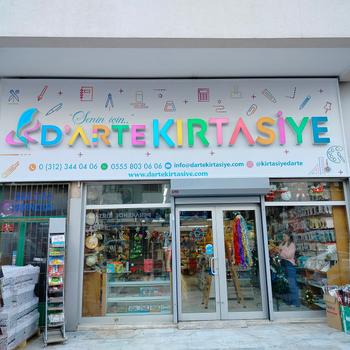 "Senin için.."
D'ARTE KIRTASİYE
0 (312) 344 04 06 0555 803 06 06 info@dartekirtasiye.com @kirtasiyedarte
www.dartekirtasiye.com